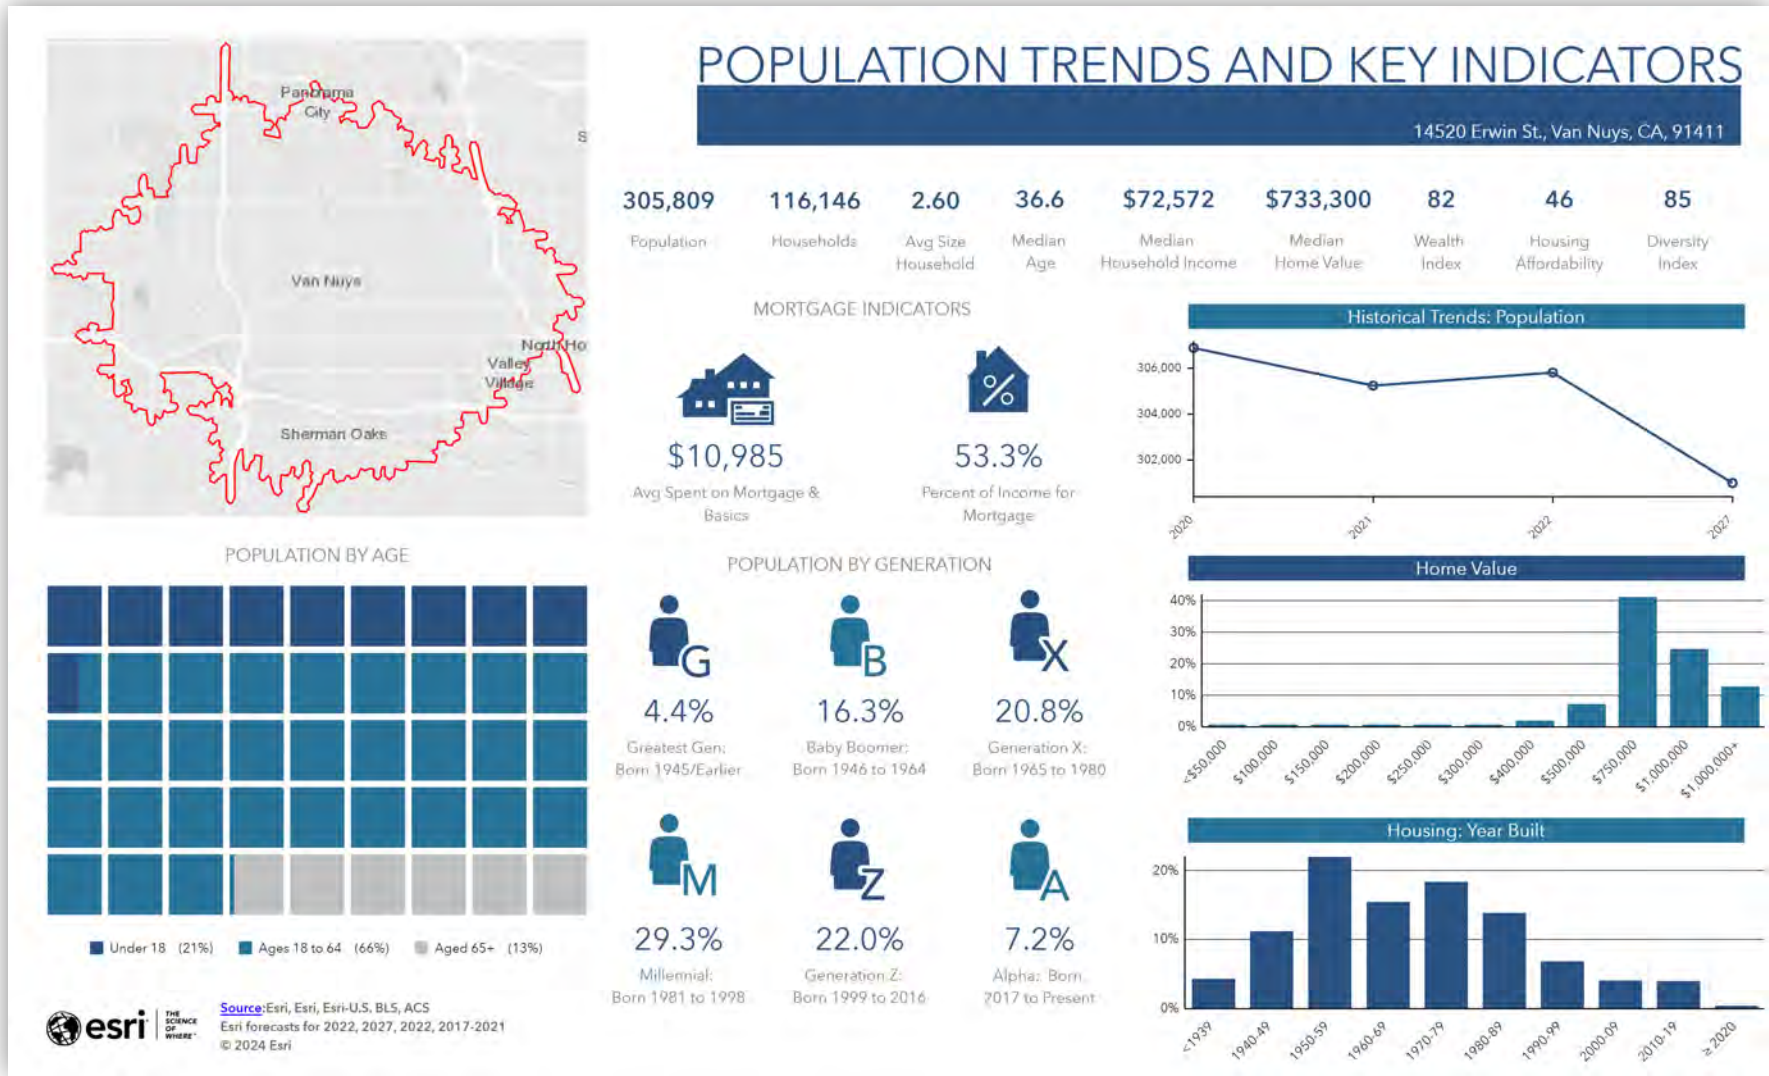 POPULATION TRENDS AND KEY INDICATORS
14520 Erwin St., Van Nuys, CA, 91411
Panorama
City
S
Van Nuys
North Ho
Valley
Village
Sherman Oaks
305,809
Population
116,146
Households
2.60
Avg Size
Household
36.6
Median
Age
$72,572
Median
Household Income
$733,300
Median
Home Value
82
Wealth
Index
46
Housing
Affordability
85
Diversity
Index
MORTGAGE INDICATORS
$10,985
Avg Spent on Mortgage &
Basics
%
53.3%
Percent of Income for
Mortgage
Historical Trends: Population
306,000
304,000
302,000
2020
2021
2022
2027
POPULATION BY AGE
Under 18 (21%)
Ages 18 to 64 (66%)
Aged 65+ (13%)
POPULATION BY GENERATION
G
4.4%
Greatest Gen:
Born 1945/Earlier
B
16.3%
Baby Boomer:
Born 1946 to 1964
X
20.8%
Generation X:
Born 1965 to 1980
M
29.3%
Millennial:
Born 1981 to 1998
Z
22.0%
Generation Z:
Born 1999 to 2016
A
7.2%
Alpha: Born
2017 to Present
Home Value
40%
30%
20%
10%
0%
<$50,000
$100,000
$150,000
$200,000
$250,000
$300,000
$400,000
$500,000
$750,000
$1,000,000
$1,000,000+
Housing: Year Built
20%
10%
0%
<1939
1940-49
1950-59
1960-69
1970-79
1980-89
1990-99
2000-09
2010-19
≥ 2020
esri
THE
SCIENCE
OF
WHERE™
Source:Esri, Esri, Esri-U.S. BLS, ACS
Esri forecasts for 2022, 2027, 2022, 2017-2021
© 2024 Esri